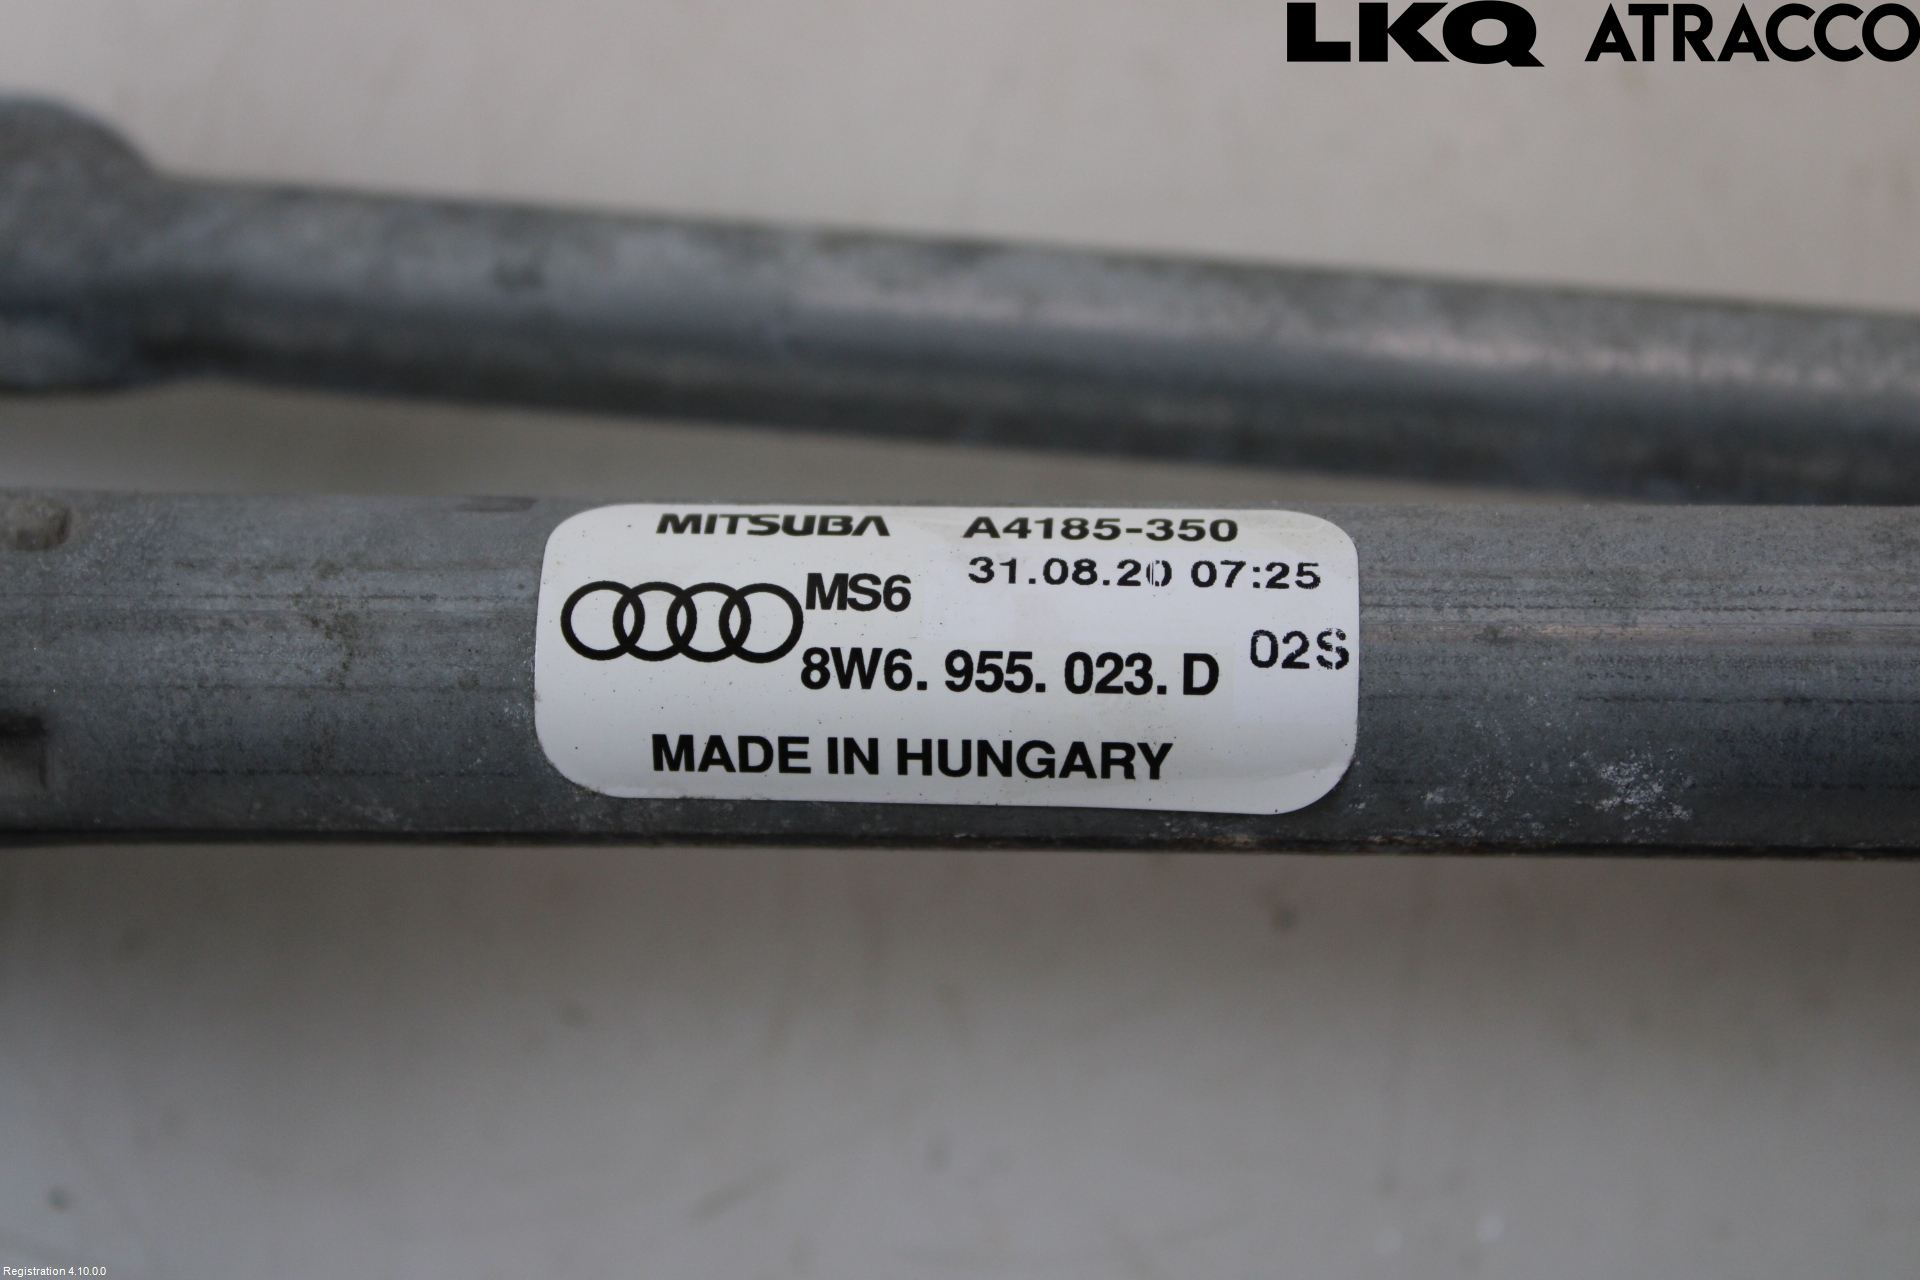 LKQ ATRACCO
MITSUBA A4185-350
31.08.20 07:25
MS6
8W6. 955. 023. D 02S
MADE IN HUNGARY
Registration 4.10.0.0